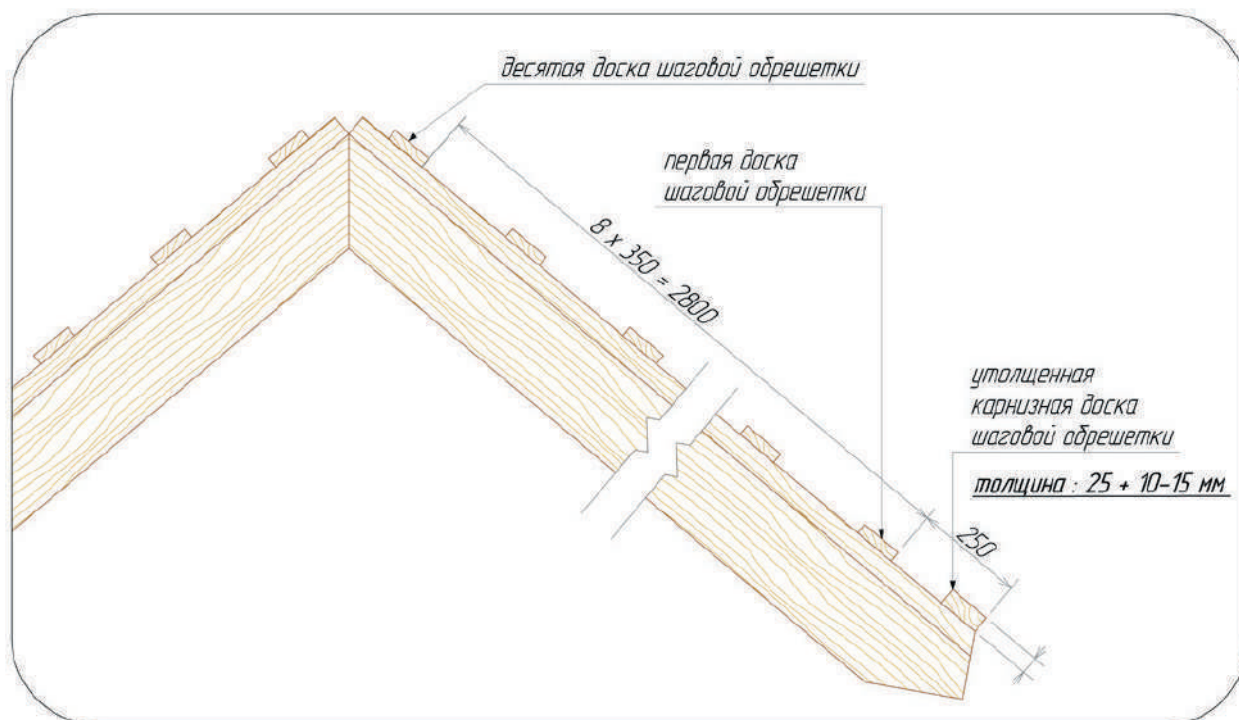 десятая доска шаговой обрешетки
первая доска
шаговой обрешетки
8 х 350 = 2800
утолщенная
карнизная доска
шаговой обрешетки
толщина : 25 + 10-15 мм
250